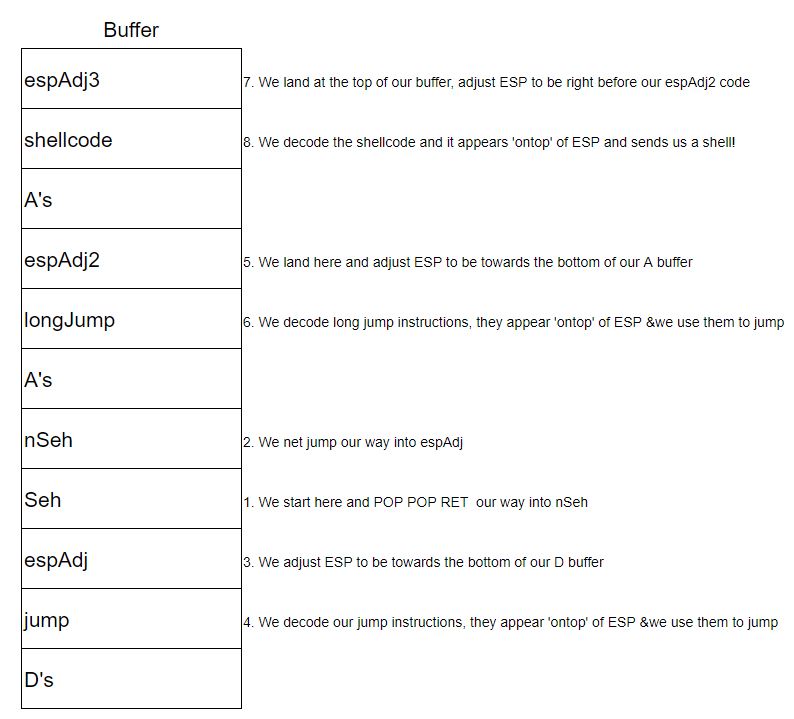 Buffer
espAdj3
7. We land at the top of our buffer, adjust ESP to be right before our espAdj2 code
shellcode
8. We decode the shellcode and it appears 'ontop' of ESP and sends us a shell!
A's
espAdj2
5. We land here and adjust ESP to be towards the bottom of our A buffer
longJump
6. We decode long jump instructions, they appear 'ontop' of ESP &we use them to jump
A's
nSeh
2. We net jump our way into espAdj
Seh
1. We start here and POP POP RET  our way into nSeh
espAdj
3. We adjust ESP to be towards the bottom of our D buffer
jump
4. We decode our jump instructions, they appear 'ontop' of ESP &we use them to jump
D's